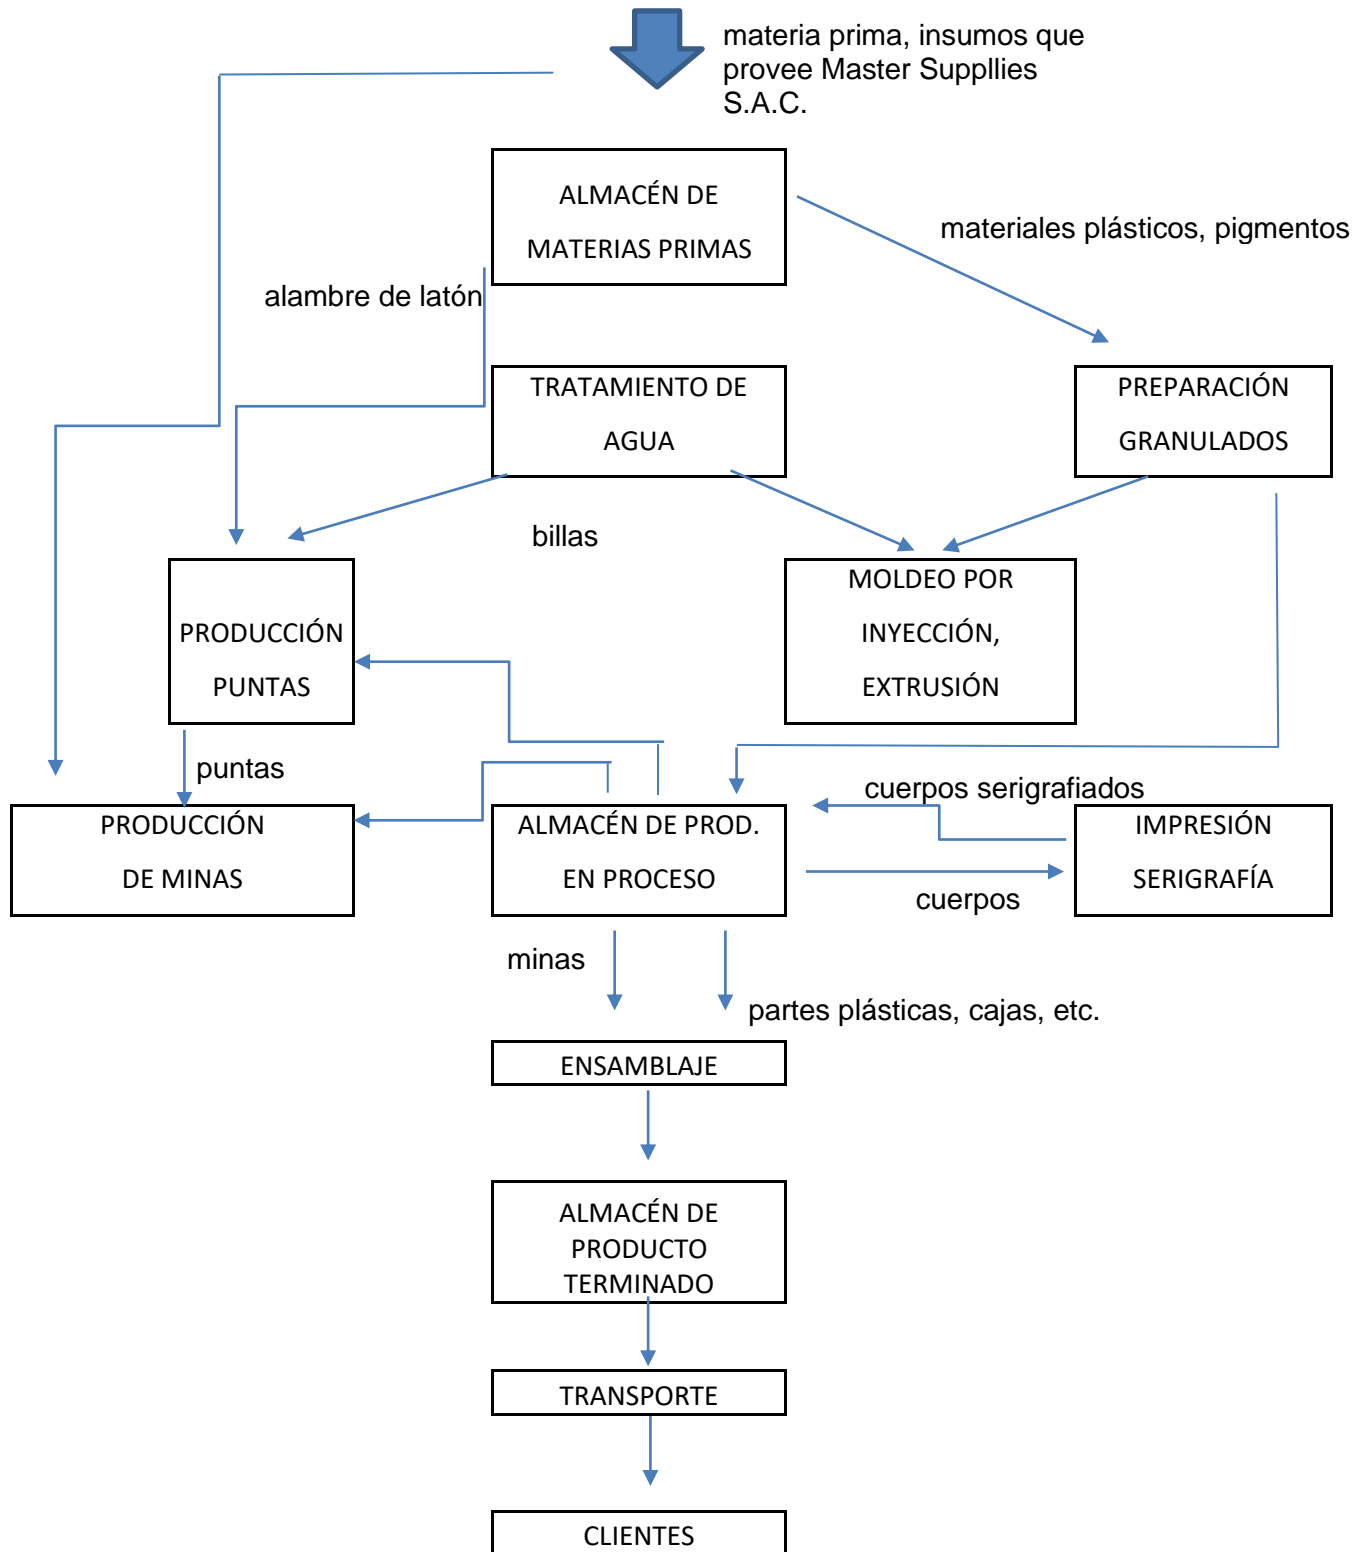 materia prima, insumos que
provee Master Suppllies
S.A.C.
ALMACÉN DE
MATERIAS PRIMAS
materiales plásticos, pigmentos
alambre de latón
TRATAMIENTO DE
AGUA
PREPARACIÓN
GRANULADOS
billas
PRODUCCIÓN
PUNTAS
MOLDEO POR
INYECCIÓN,
EXTRUSIÓN
puntas
cuerpos serigrafiados
PRODUCCIÓN
DE MINAS
ALMACÉN DE PROD.
EN PROCESO
IMPRESIÓN
SERIGRAFÍA
cuerpos
minas
partes plásticas, cajas, etc.
ENSAMBLAJE
ALMACÉN DE
PRODUCTO
TERMINADO
TRANSPORTE
CLIENTES